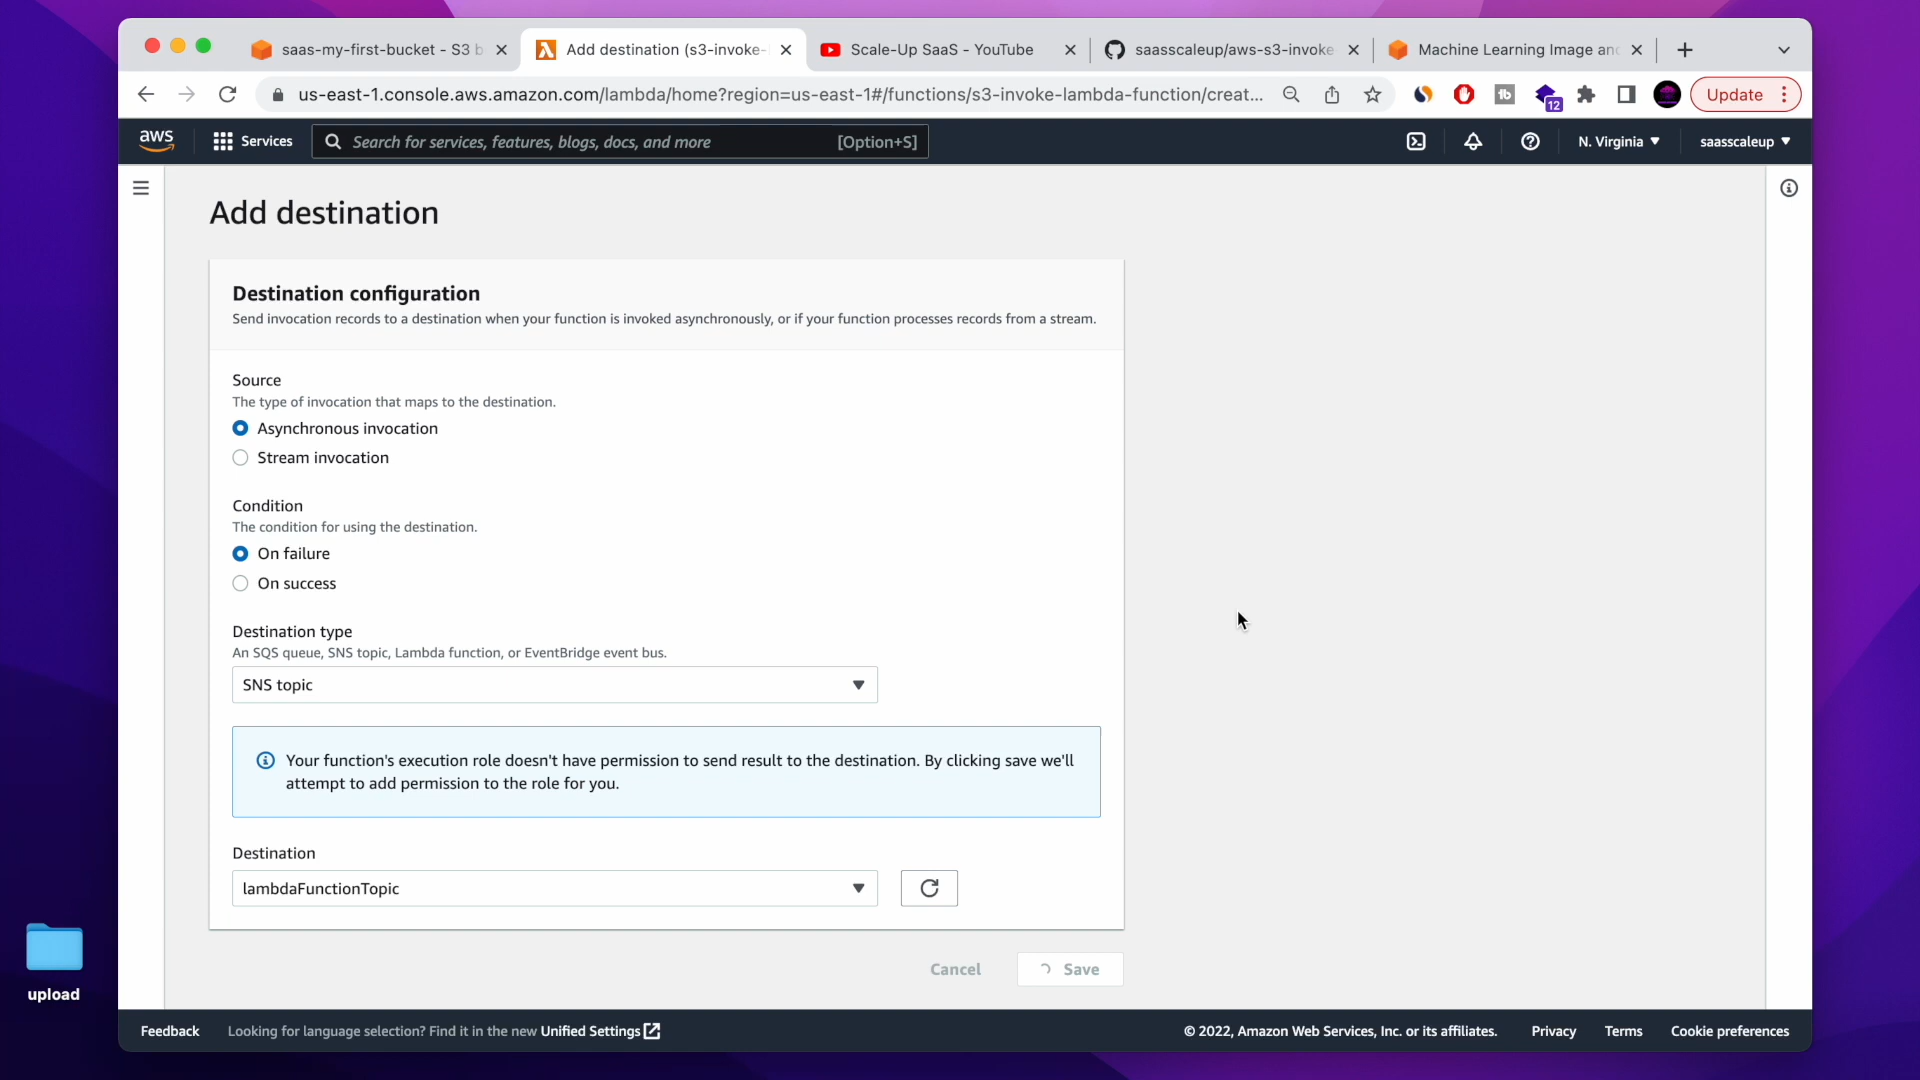 saas-my-first-bucket - S3 b
Add destination (s3-invoke-
Scale-Up SaaS - YouTube
saasscaleup/aws-s3-invoke
Machine Learning Image and
us-east-1.console.aws.amazon.com/lambda/home?region=us-east-1#/functions/s3-invoke-lambda-function/creat...
tb
12
Update
aws
Services
Search for services, features, blogs, docs, and more
[Option+S]
N. Virginia
saasscaleup
Add destination
Destination configuration
Send invocation records to a destination when your function is invoked asynchronously, or if your function processes records from a stream.
Source
The type of invocation that maps to the destination.
Asynchronous invocation
Stream invocation
Condition
The condition for using the destination.
On failure
On success
Destination type
An SQS queue, SNS topic, Lambda function, or EventBridge event bus.
SNS topic
Your function's execution role doesn't have permission to send result to the destination. By clicking save we'll
attempt to add permission to the role for you.
Destination
lambdaFunctionTopic
Cancel
Save
upload
Feedback
Looking for language selection? Find it in the new Unified Settings
© 2022, Amazon Web Services, Inc. or its affiliates.
Privacy
Terms
Cookie preferences